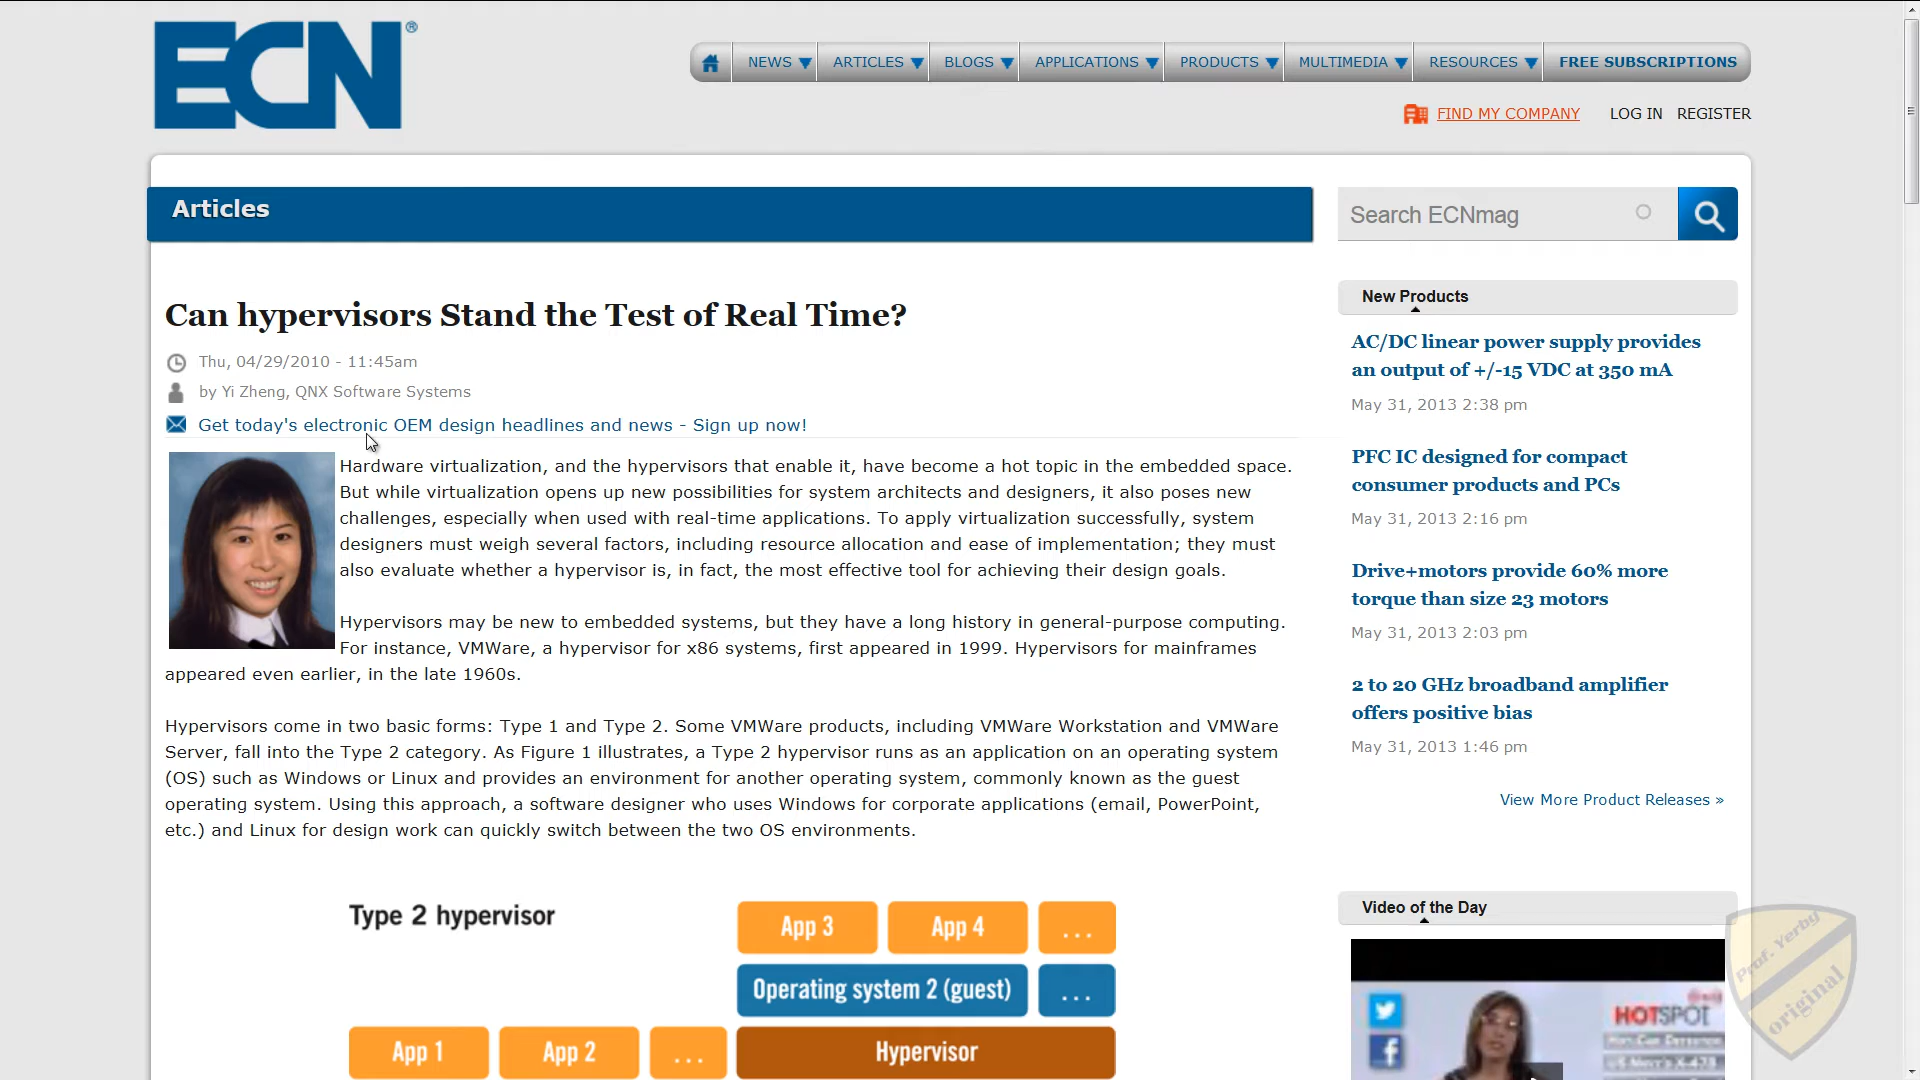 ECN®
NEWS ARTICLES BLOGS APPLICATIONS PRODUCTS MULTIMEDIA RESOURCES FREE SUBSCRIPTIONS
FIND MY COMPANY LOG IN REGISTER
Articles
Search ECNmag
Can hypervisors Stand the Test of Real Time?
Thu, 04/29/2010 - 11:45am
by Yi Zheng, QNX Software Systems
Get today's electronic OEM design headlines and news - Sign up now!
Hardware virtualization, and the hypervisors that enable it, have become a hot topic in the embedded space.
But while virtualization opens up new possibilities for system architects and designers, it also poses new
challenges, especially when used with real-time applications. To apply virtualization successfully, system
designers must weigh several factors, including resource allocation and ease of implementation; they must
also evaluate whether a hypervisor is, in fact, the most effective tool for achieving their design goals.
Hypervisors may be new to embedded systems, but they have a long history in general-purpose computing.
For instance, VMWare, a hypervisor for x86 systems, first appeared in 1999. Hypervisors for mainframes
appeared even earlier, in the late 1960s.
Hypervisors come in two basic forms: Type 1 and Type 2. Some VMWare products, including VMWare Workstation and VMWare
Server, fall into the Type 2 category. As Figure 1 illustrates, a Type 2 hypervisor runs as an application on an operating system
(OS) such as Windows or Linux and provides an environment for another operating system, commonly known as the guest
operating system. Using this approach, a software designer who uses Windows for corporate applications (email, PowerPoint,
etc.) and Linux for design work can quickly switch between the two OS environments.
Type 2 hypervisor
App 3 App 4 ...
Operating system 2 (guest) ...
App 1 App 2 ... Hypervisor
New Products
AC/DC linear power supply provides
an output of +/-15 VDC at 350 mA
May 31, 2013 2:38 pm
PFC IC designed for compact
consumer products and PCs
May 31, 2013 2:16 pm
Drive+motors provide 60% more
torque than size 23 motors
May 31, 2013 2:03 pm
2 to 20 GHz broadband amplifier
offers positive bias
May 31, 2013 1:46 pm
View More Product Releases »
Video of the Day
HOTSPOT
Prof. Yerby
original